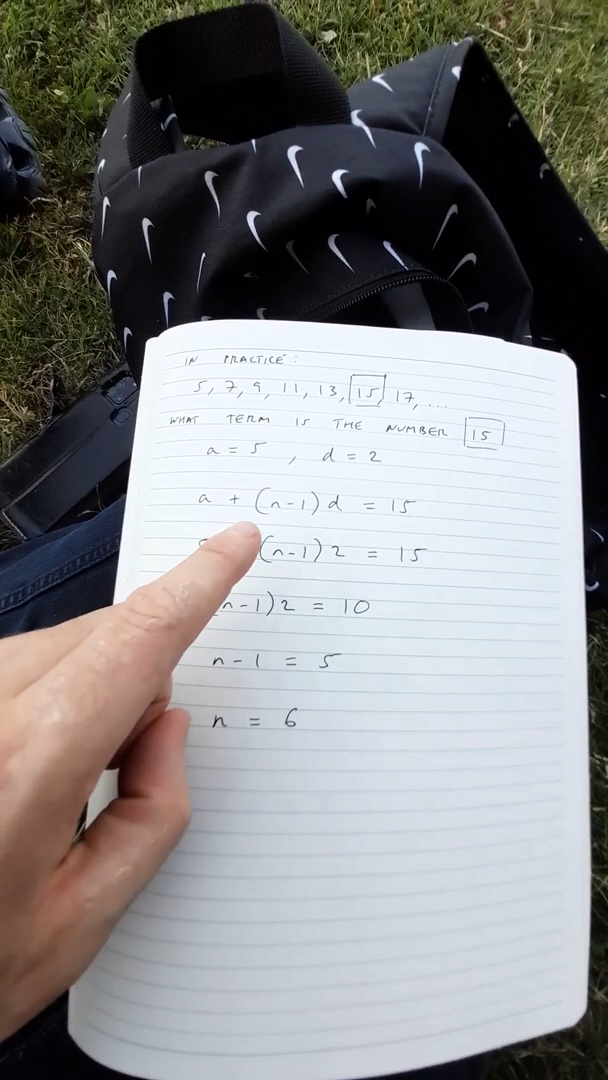 IN PRACTICE:
5, 7, 9, 11, 13, 15, 17, ...
WHAT TERM IS THE NUMBER 15
a = 5 , d = 2
a + (n-1) d = 15
(n-1) 2 = 15
n-1) 2 = 10
n-1 = 5
n = 6